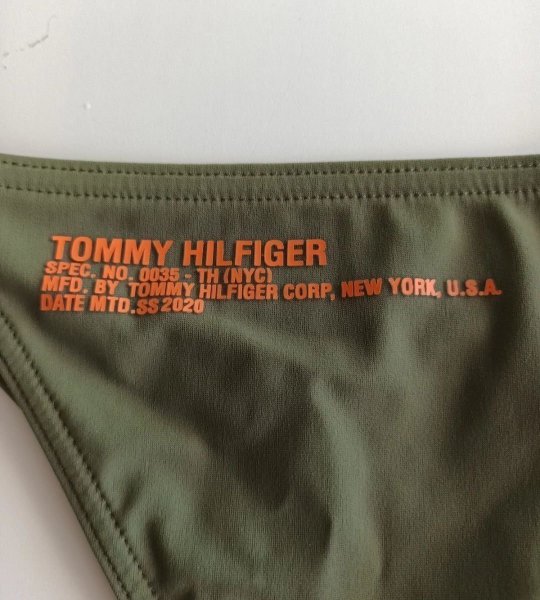 TOMMY HILFIGER
SPEC. NO. 0035 - TH (NYC)
MFD. BY TOMMY HILFIGER CORP, NEW YORK, U.S.A.
DATE MTD.SS 2020